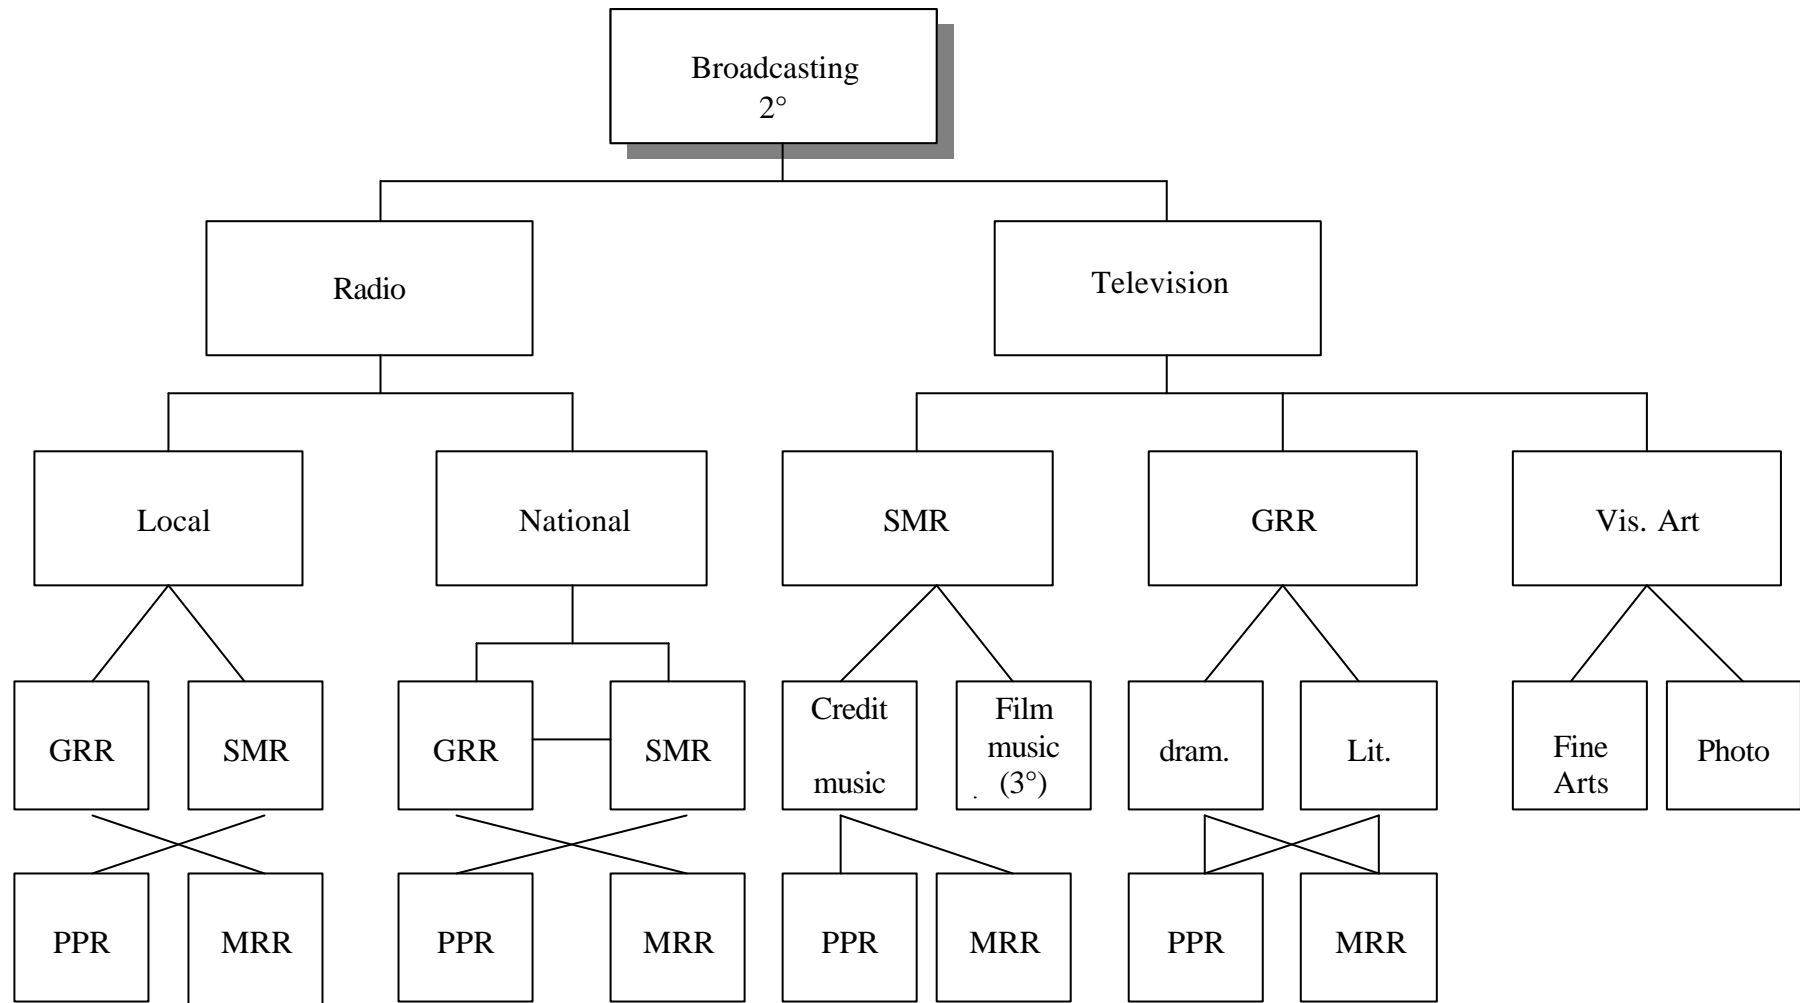 Broadcasting
2°
Radio
Television
Local
National
SMR
GRR
Vis. Art
GRR
SMR
GRR
SMR
Credit
music
Film
music
(3°)
dram.
Lit.
Fine
Arts
Photo
PPR
MRR
PPR
MRR
PPR
MRR
PPR
MRR